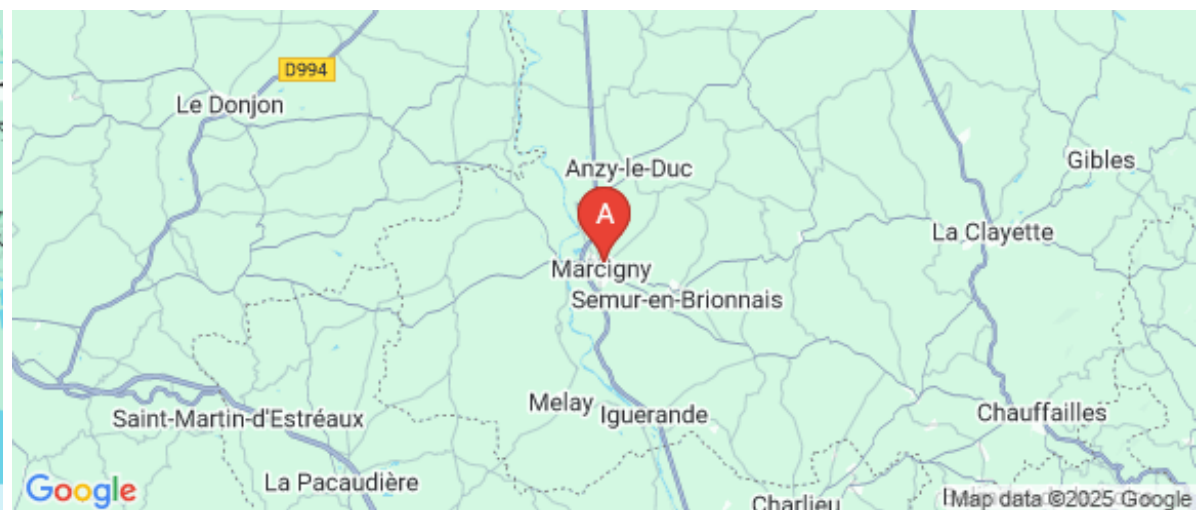 D994
Le Donjon
Anzy-le-Duc
Gibles
A
La Clayette
Marcigny
Semur-en-Brionnais
Melay
Iguerande
Saint-Martin-d'Estréaux
Chauffailles
La Pacaudière
Charlieu
Google
Map data ©2025 Google